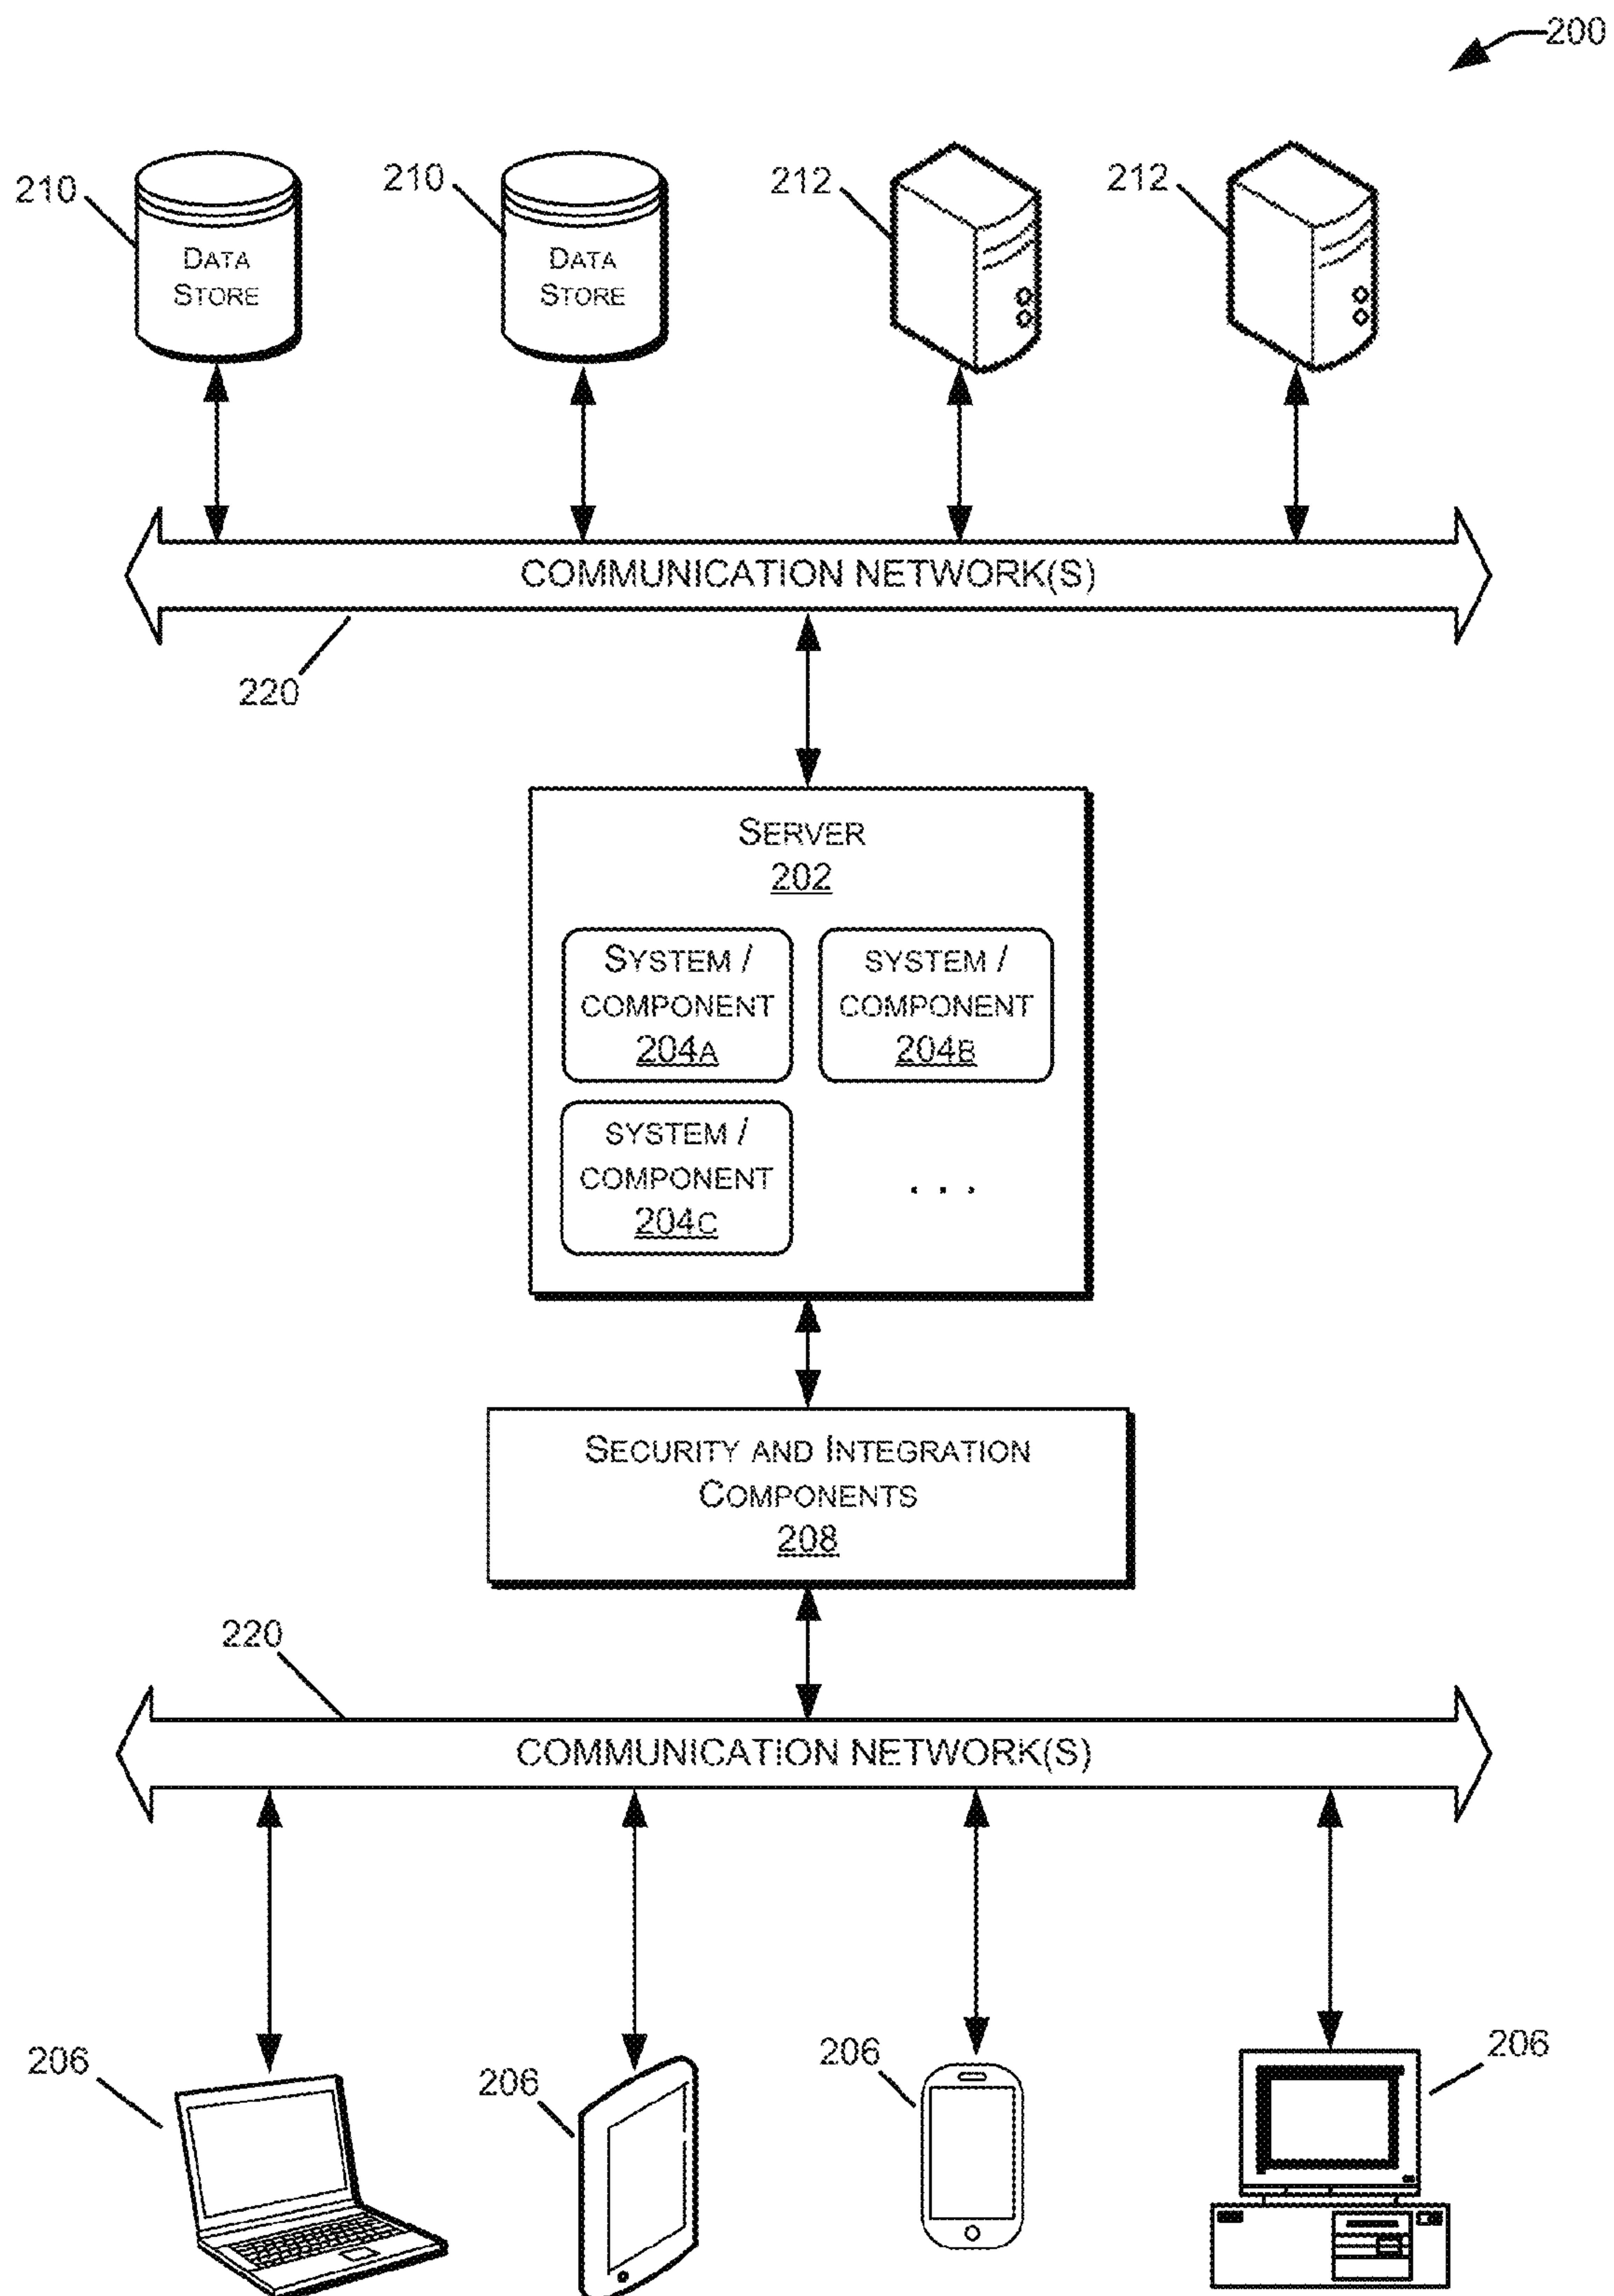 200
210
210
212
212
DATA
STORE
DATA
STORE
COMMUNICATION NETWORK(S)
220
SERVER
202
SYSTEM /
COMPONENT
204A
SYSTEM /
COMPONENT
204B
SYSTEM /
COMPONENT
204C
. . .
SECURITY AND INTEGRATION
COMPONENTS
208
220
COMMUNICATION NETWORK(S)
206
206
206
206